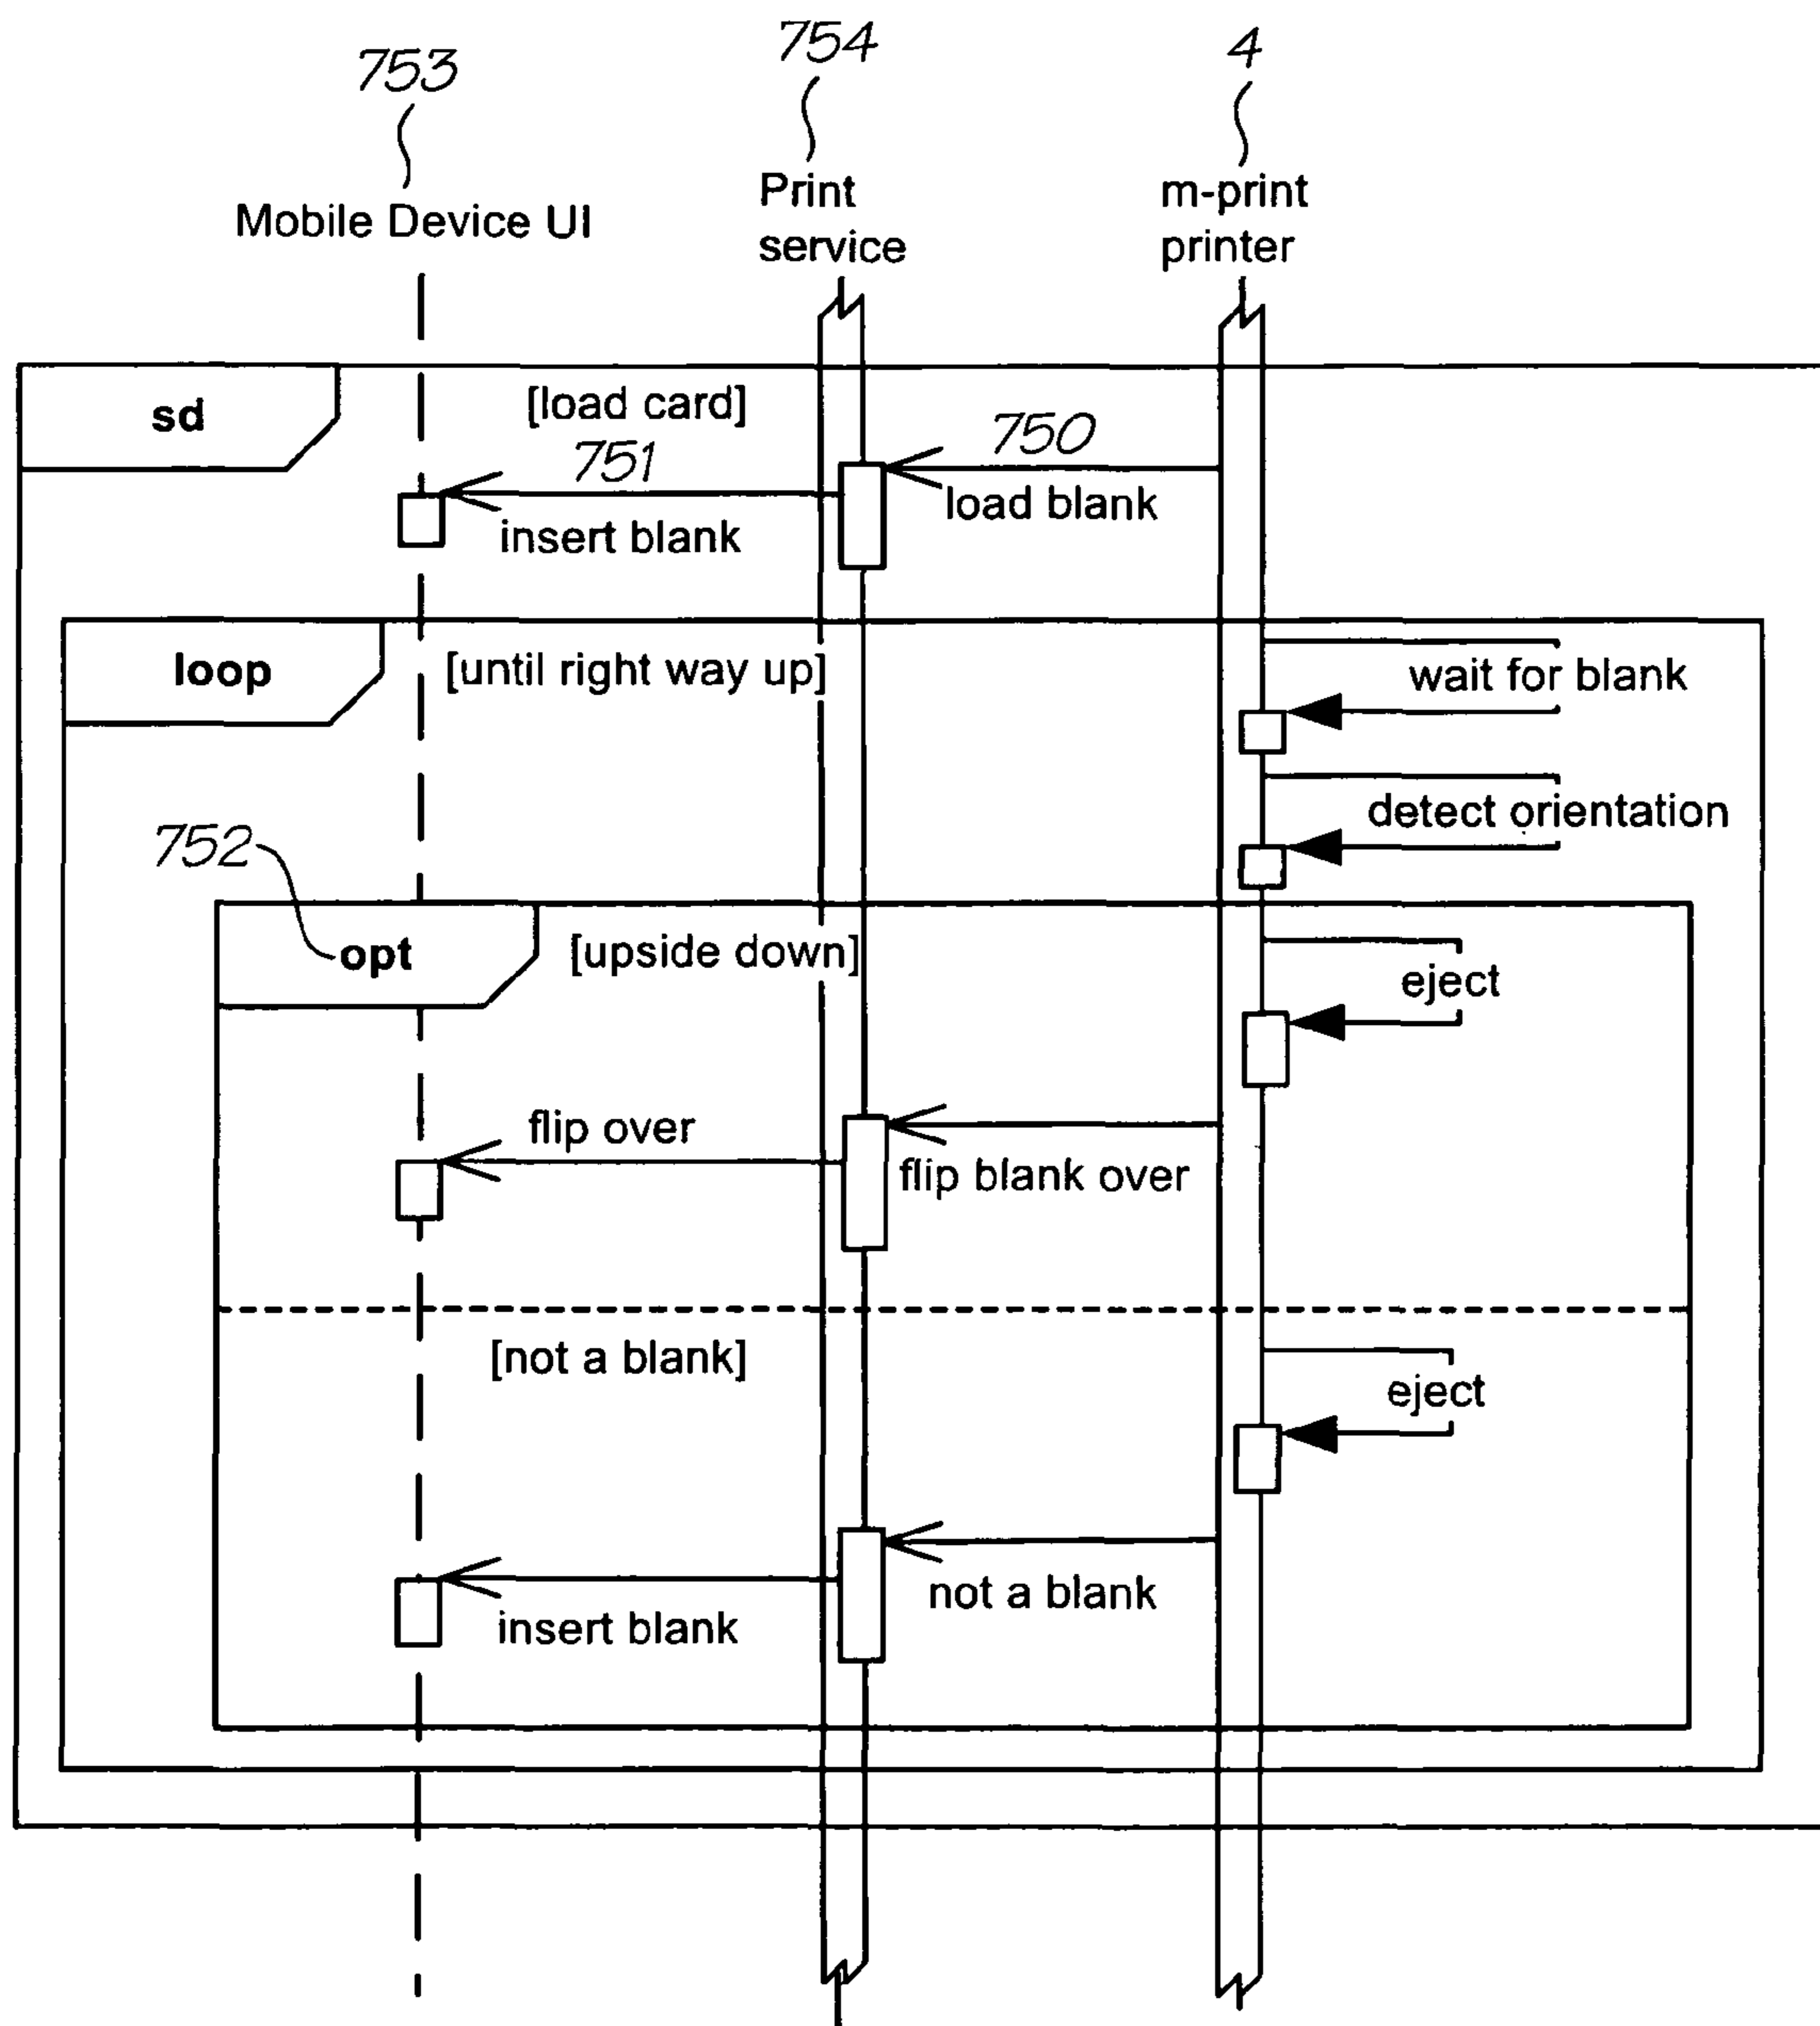 753
754
4
Mobile Device UI
Print
service
m-print
printer
sd
[load card]
750
751
load blank
insert blank
loop
[until right way up]
wait for blank
detect orientation
752
opt
[upside down]
eject
flip over
flip blank over
[not a blank]
eject
not a blank
insert blank